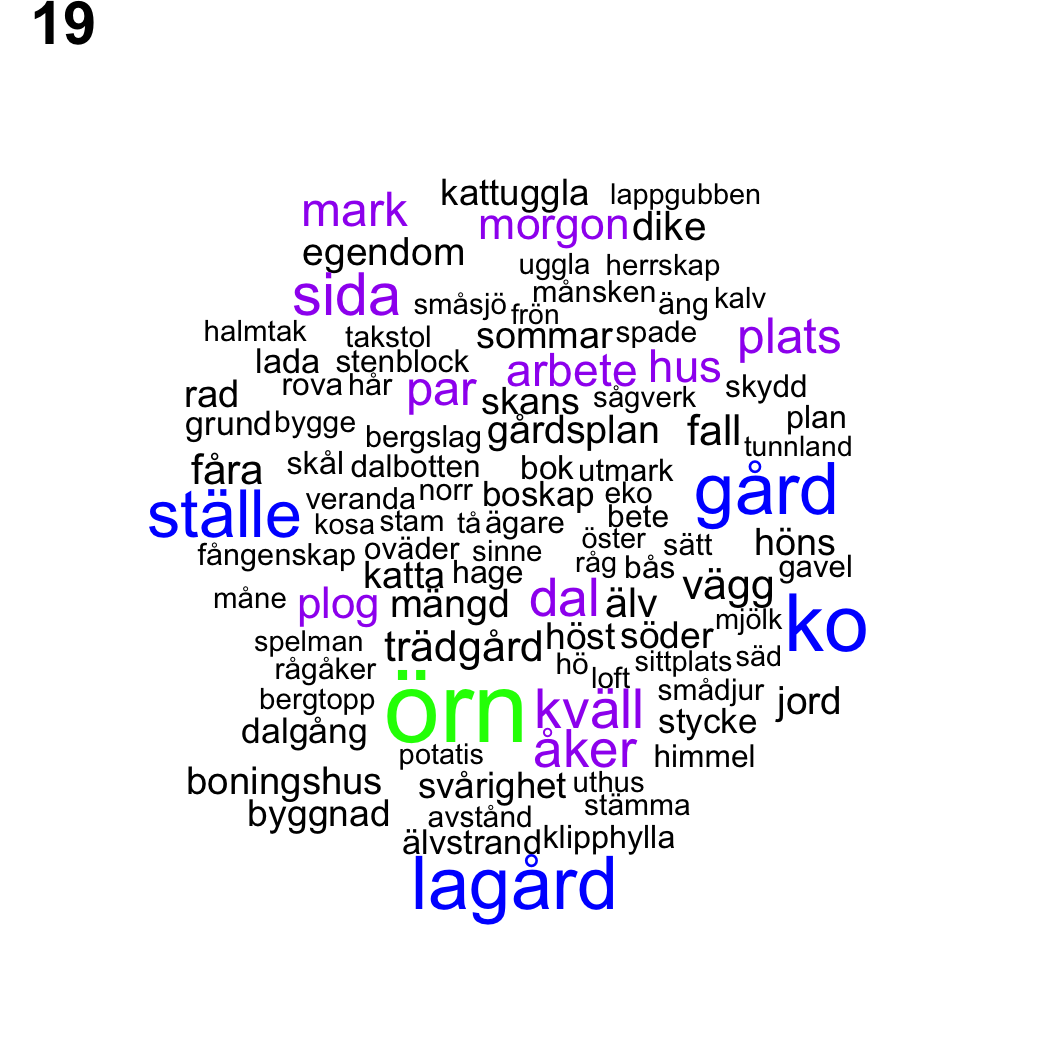 19
kattuggla lappgubben
mark morgon dike
egendom uggla herrskap
sida småsjö frön månsken äng kalv
halmtak takstol sommar spade plats
lada stenblock arbete hus
rad rova hår par skans sågverk skydd
grund bygge bergslag gårdsplan fall plan
tunnland
fåra skål dalbotten bok utmark gård
ställe veranda norr boskap eko
kosa stam tå ägare bete
fångenskap oväder sinne öster sätt höns
katta hage råg bås vägg gavel
måne plog mängd dal älv mjölk ko
spelman trädgård höst söder
rågåker hö loft sittplats säd
bergtopp örn kväll smådjur jord
dalgång stycke
potatis åker himmel
boningshus svårighet uthus
byggnad avstånd stämma
älvstrand klipphylla
lagård